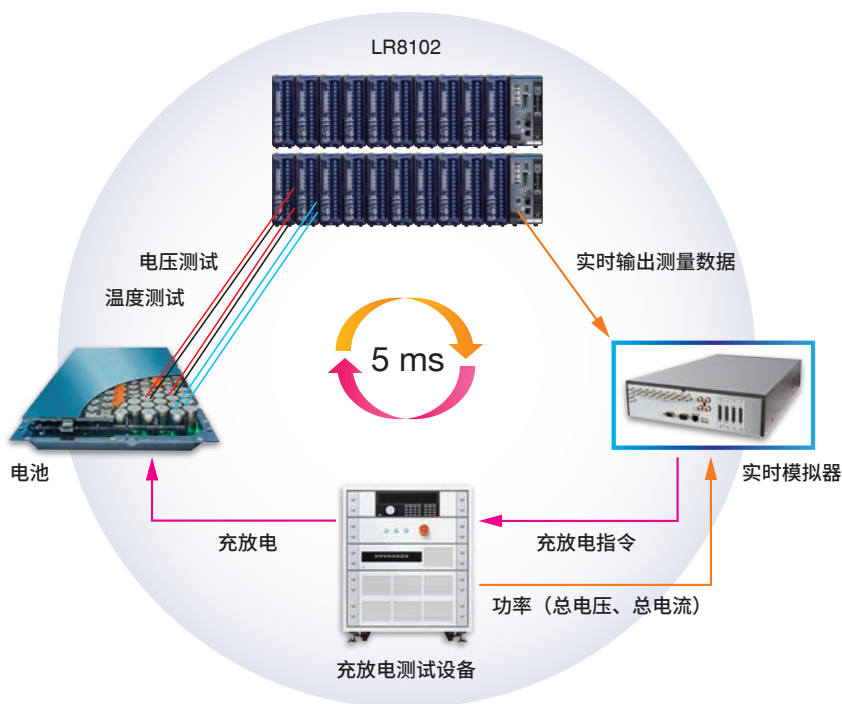 LR8102
电压测试
温度测试
实时输出测量数据
5 ms
电池
实时模拟器
充放电
充放电指令
功率（总电压、总电流）
充放电测试设备